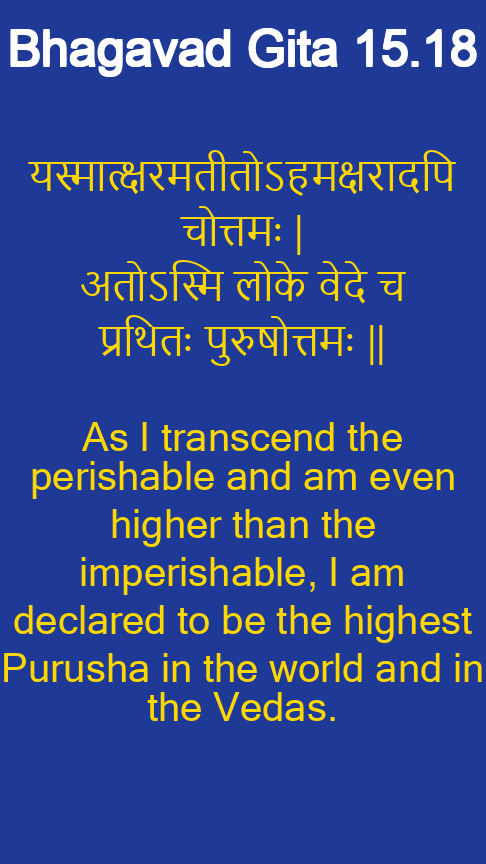 Bhagavad Gita 15.18
यस्मात्क्षरमतीतोऽहमक्षरादपि
चोत्तमः |
अतोऽस्मि लोके वेदे च
प्रथितः पुरुषोत्तमः ||
As I transcend the
perishable and am even
higher than the
imperishable, I am
declared to be the highest
Purusha in the world and in
the Vedas.